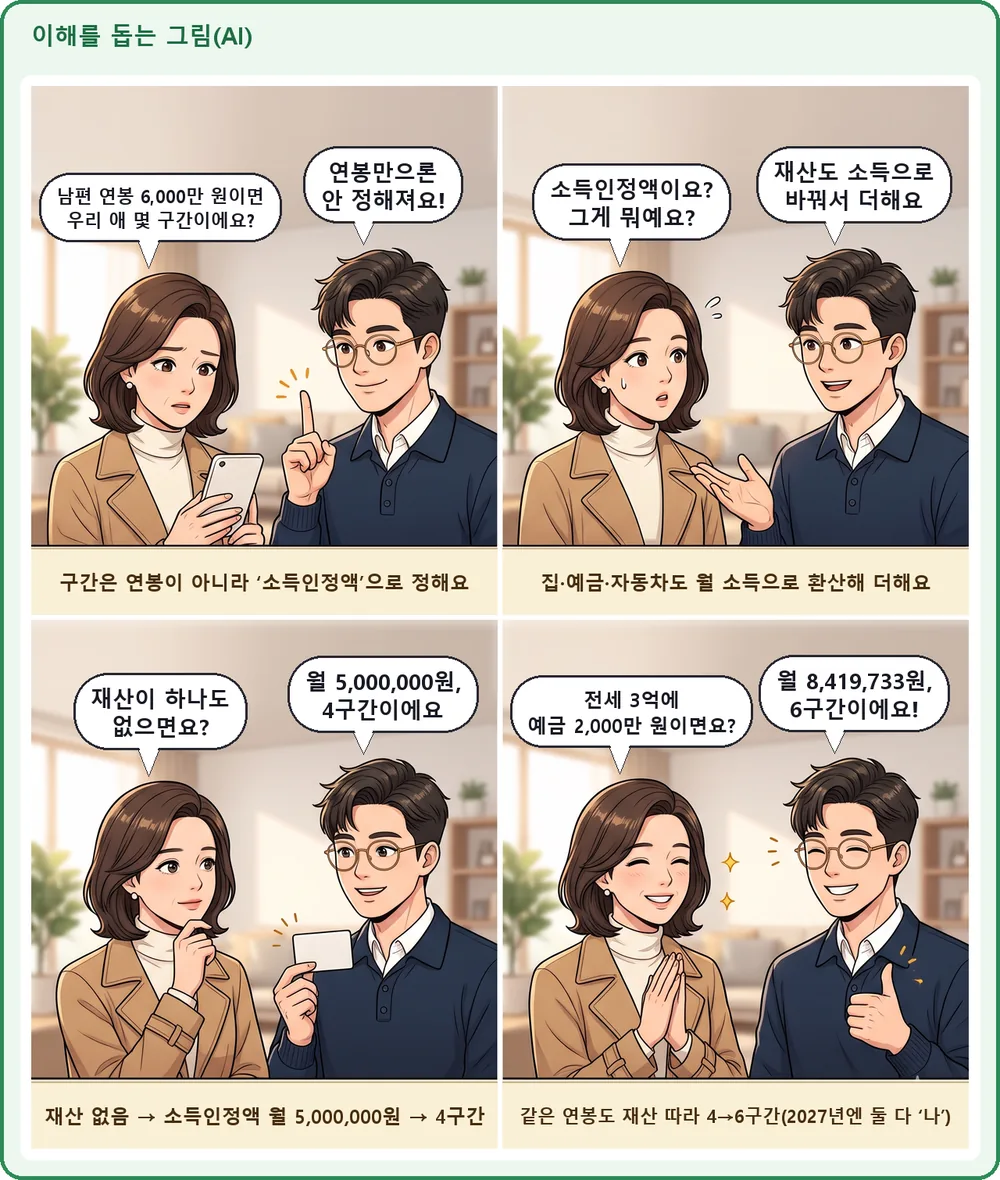 이해를 돕는 그림(AI)
남편 연봉 6,000만 원이면
우리 애 몇 구간이에요?
연봉만으론
안 정해져요!
구간은 연봉이 아니라 ‘소득인정액’으로 정해요
소득인정액이요?
그게 뭐예요?
재산도 소득으로
바꿔서 더해요
집·예금·자동차도 월 소득으로 환산해 더해요
재산이 하나도
없으면요?
월 5,000,000원,
4구간이에요
재산 없음 → 소득인정액 월 5,000,000원 → 4구간
전세 3억에
예금 2,000만 원이면요?
월 8,419,733원,
6구간이에요!
같은 연봉도 재산 따라 4→6구간(2027년엔 둘 다 ‘나’)